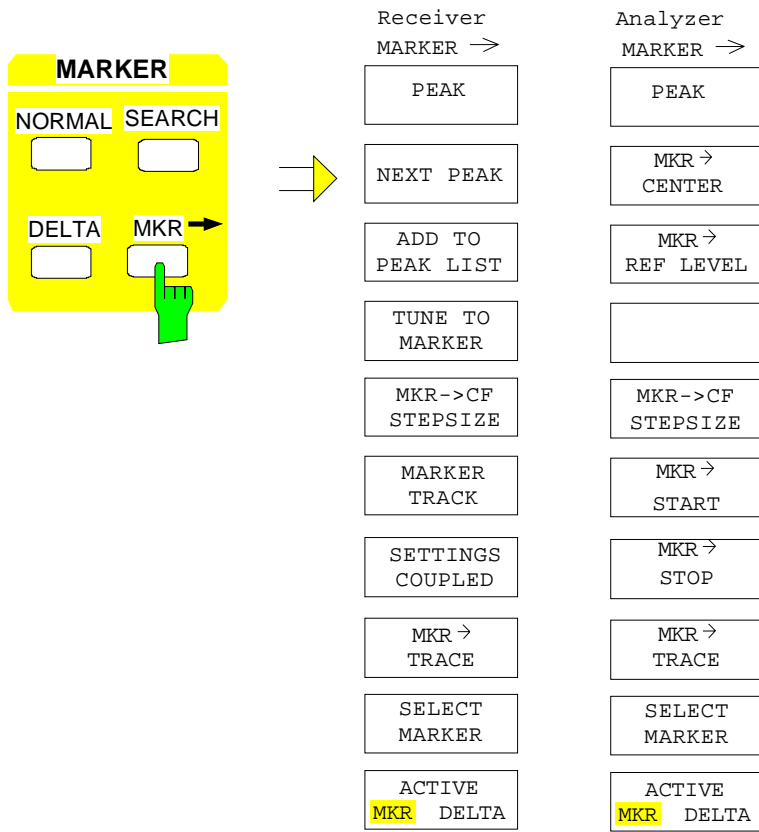 MARKER
NORMAL SEARCH
DELTA MKR →
Receiver
MARKER →
PEAK
NEXT PEAK
ADD TO
PEAK LIST
TUNE TO
MARKER
MKR->CF
STEPSIZE
MARKER
TRACK
SETTINGS
COUPLED
MKR →
TRACE
SELECT
MARKER
ACTIVE
MKR DELTA
Analyzer
MARKER →
PEAK
MKR →
CENTER
MKR →
REF LEVEL
MKR->CF
STEPSIZE
MKR →
START
MKR →
STOP
MKR →
TRACE
SELECT
MARKER
ACTIVE
MKR DELTA